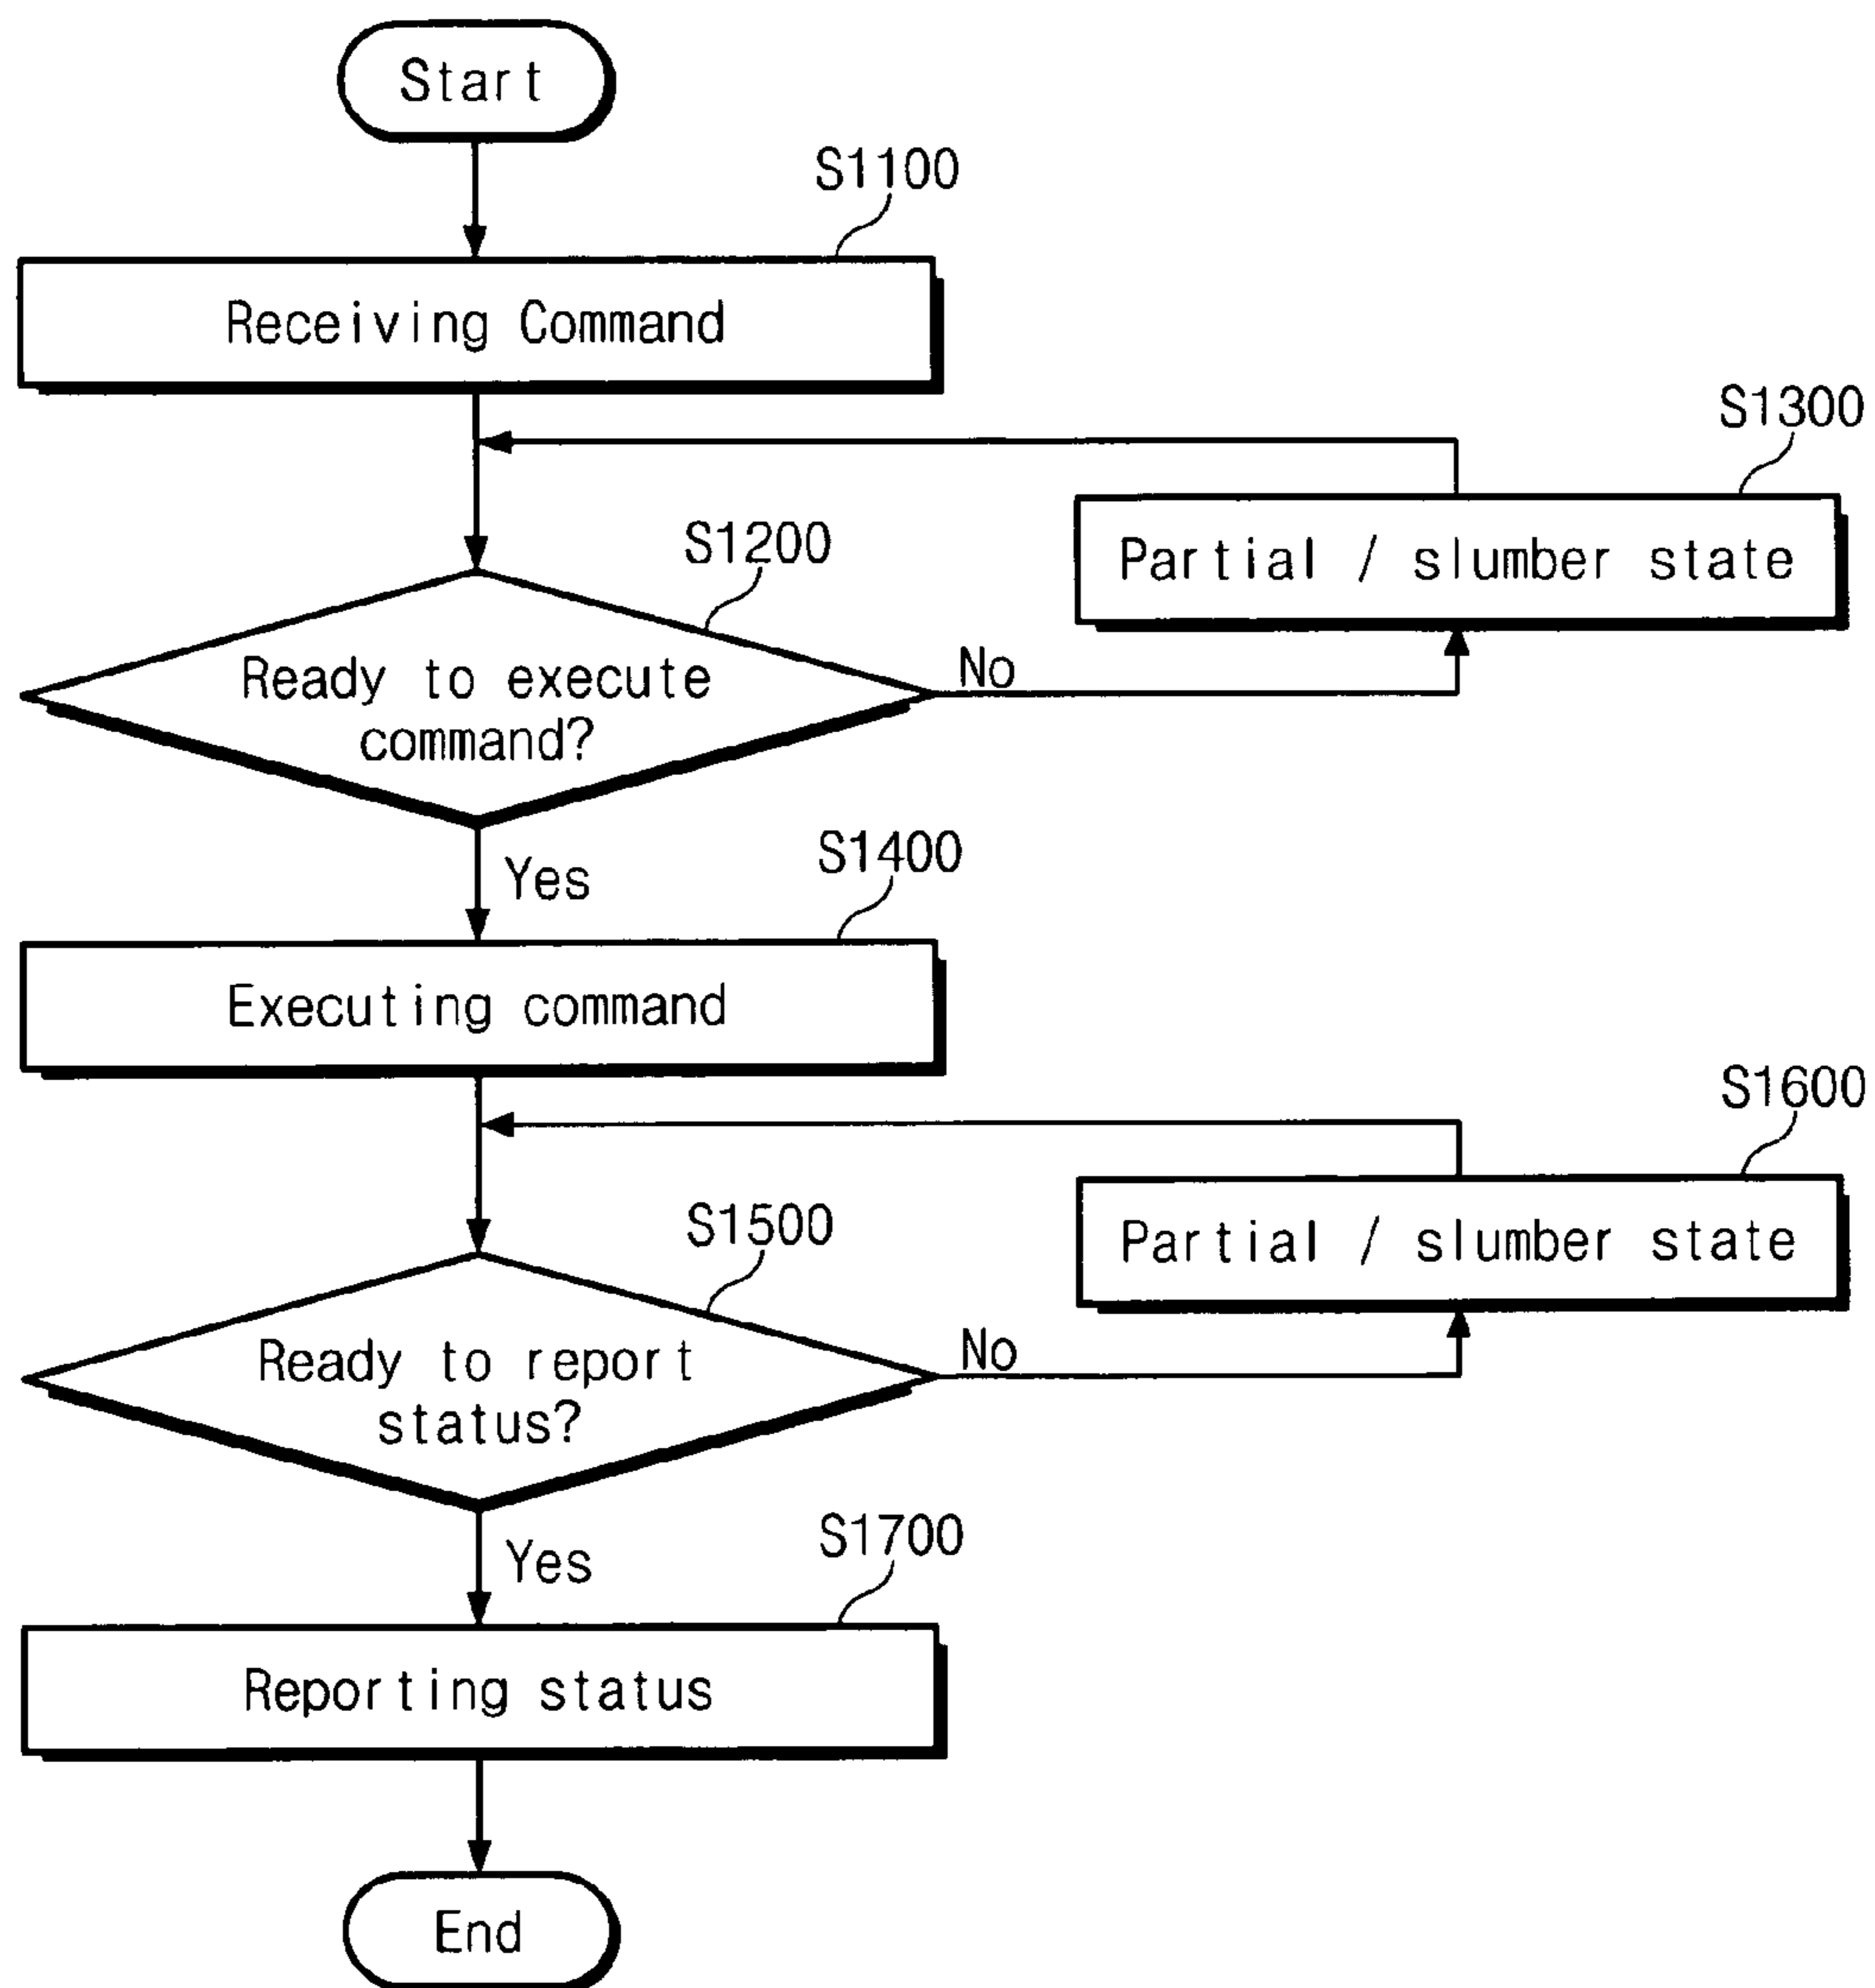 Start
S1100
Receiving Command
S1300
Partial / slumber state
S1200
Ready to execute
command?
No
Yes
S1400
Executing command
S1600
Partial / slumber state
S1500
Ready to report
status?
No
Yes
S1700
Reporting status
End